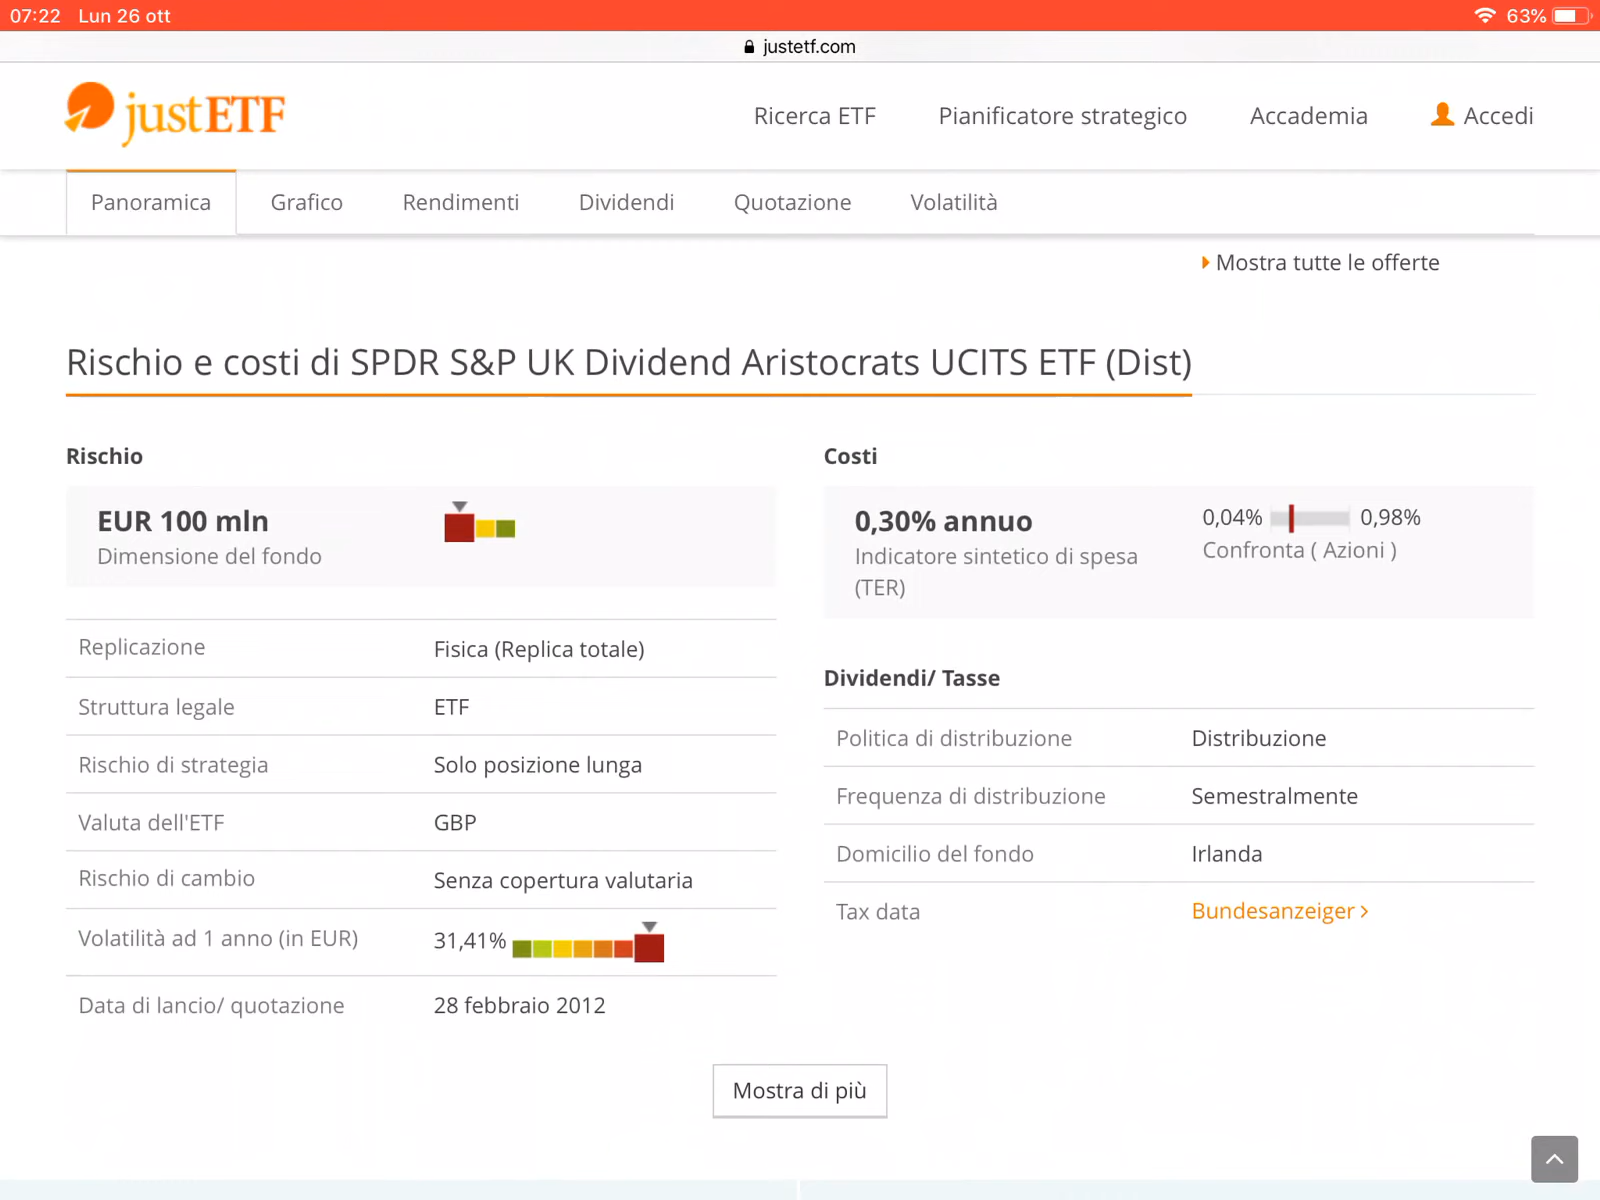 07:22 Lun 26 ott 63%
justetf.com
justETF
Ricerca ETF Pianificatore strategico Accademia Accedi
Panoramica Grafico Rendimenti Dividendi Quotazione Volatilità
Mostra tutte le offerte
Rischio e costi di SPDR S&P UK Dividend Aristocrats UCITS ETF (Dist)
Rischio
EUR 100 mln
Dimensione del fondo
Replicazione Fisica (Replica totale)
Struttura legale ETF
Rischio di strategia Solo posizione lunga
Valuta dell'ETF GBP
Rischio di cambio Senza copertura valutaria
Volatilità ad 1 anno (in EUR) 31,41%
Data di lancio/ quotazione 28 febbraio 2012
Costi
0,30% annuo
Indicatore sintetico di spesa
(TER)
0,04% 0,98%
Confronta ( Azioni )
Dividendi/ Tasse
Politica di distribuzione Distribuzione
Frequenza di distribuzione Semestralmente
Domicilio del fondo Irlanda
Tax data Bundesanzeiger
Mostra di più